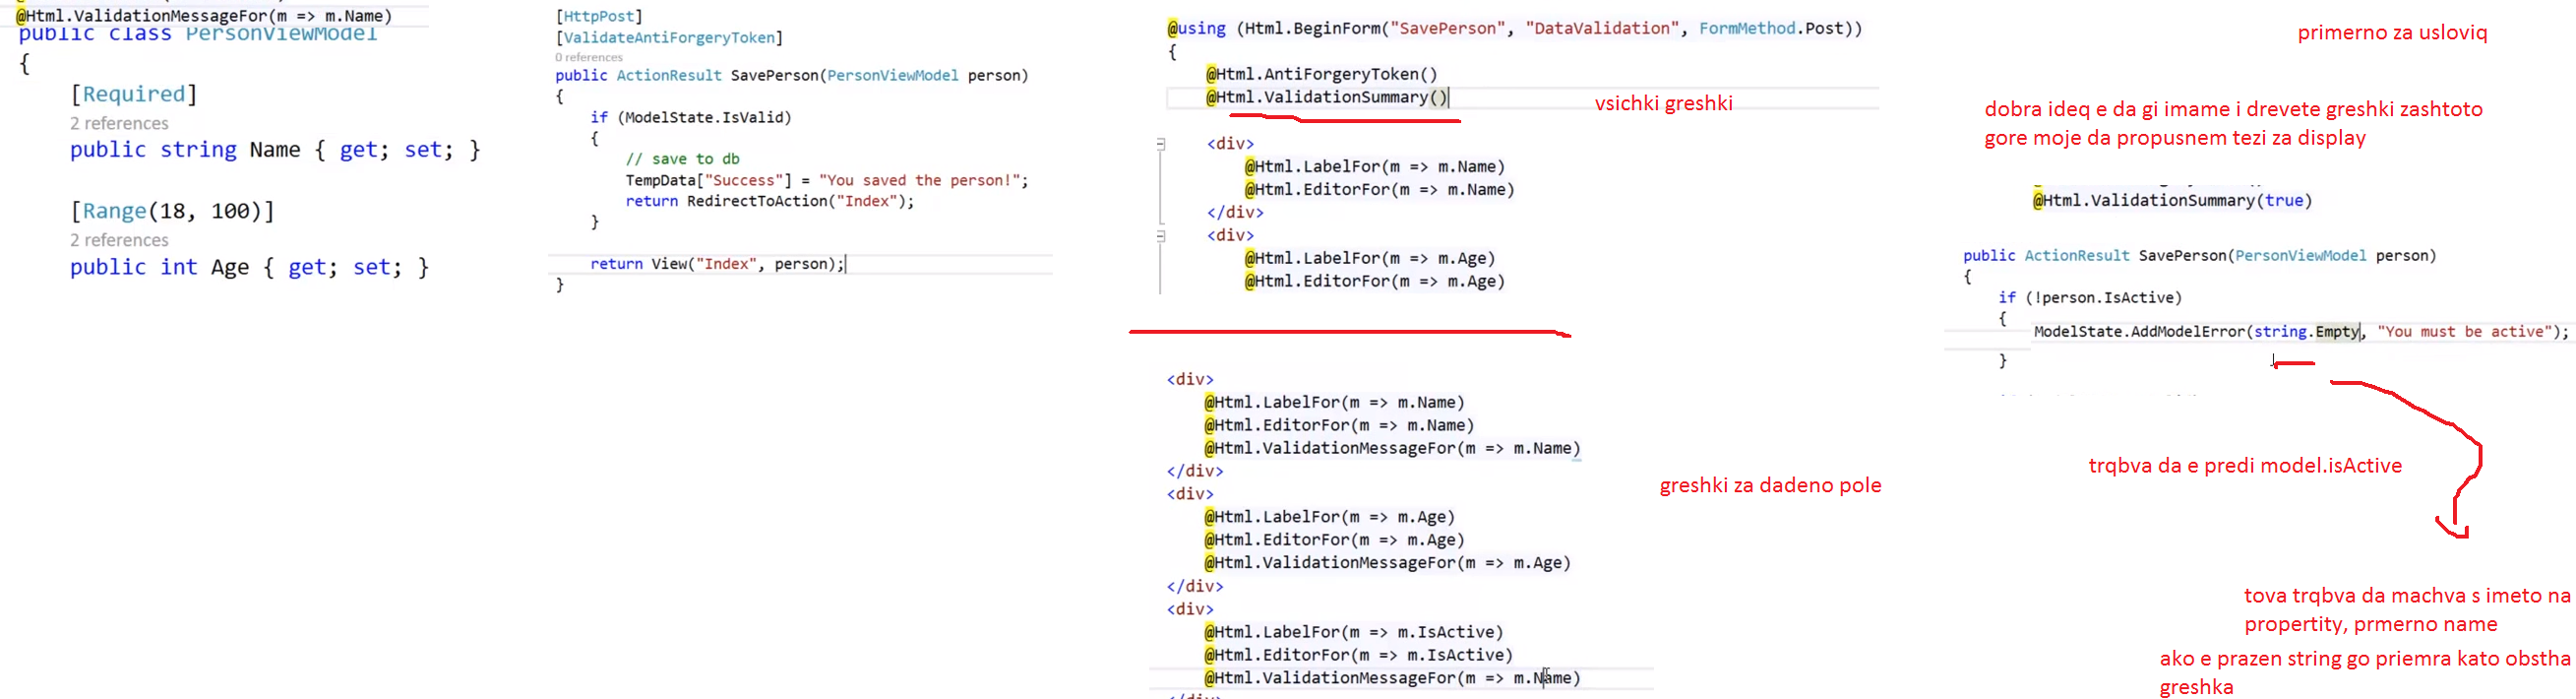 @Html.ValidationMessageFor(m => m.Name)
public class PersonViewModel
{
[Required]
2 references
public string Name { get; set; }
[Range(18, 100)]
2 references
public int Age { get; set; }
[HttpPost]
[ValidateAntiForgeryToken]
0 references
public ActionResult SavePerson(PersonViewModel person)
{
if (ModelState.IsValid)
{
// save to db
TempData["Success"] = "You saved the person!";
return RedirectToAction("Index");
}
return View("Index", person);
}
@using (Html.BeginForm("SavePerson", "DataValidation", FormMethod.Post))
{
@Html.AntiForgeryToken()
@Html.ValidationSummary()
vsichki greshki
<div>
@Html.LabelFor(m => m.Name)
@Html.EditorFor(m => m.Name)
</div>
<div>
@Html.LabelFor(m => m.Age)
@Html.EditorFor(m => m.Age)
<div>
@Html.LabelFor(m => m.Name)
@Html.EditorFor(m => m.Name)
@Html.ValidationMessageFor(m => m.Name)
</div>
<div>
@Html.LabelFor(m => m.Age)
@Html.EditorFor(m => m.Age)
@Html.ValidationMessageFor(m => m.Age)
</div>
<div>
@Html.LabelFor(m => m.IsActive)
@Html.EditorFor(m => m.IsActive)
@Html.ValidationMessageFor(m => m.Name)
greshki za dadeno pole
primerno za usloviq
dobra ideq e da gi imame i drevete greshki zashtoto
gore moje da propusnem tezi za display
@Html.ValidationSummary(true)
public ActionResult SavePerson(PersonViewModel person)
{
if (!person.IsActive)
{
ModelState.AddModelError(string.Empty, "You must be active");
}
trqbva da e predi model.isActive
tova trqbva da machva s imeto na
propertity, prmerno name
ako e prazen string go priemra kato obstha
greshka